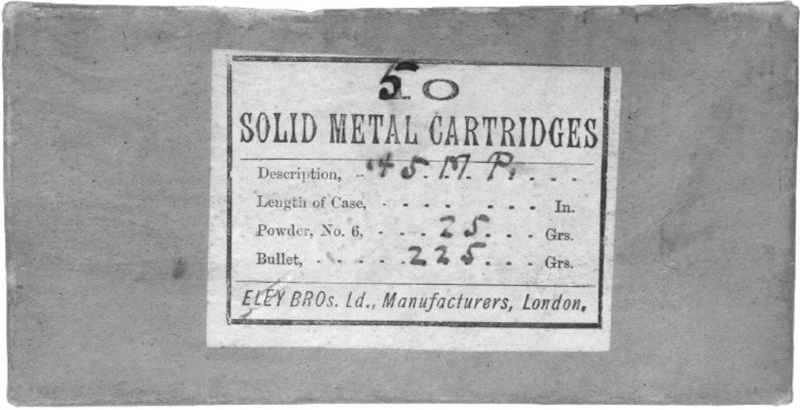 50
SOLID METAL CARTRIDGES
Description, .. ·45 M. P. . . .
Length of Case, - - - - - - - In.
Powder, No. 6, - - - 25 - - - Grs.
Bullet, - - - - - 225 - - - Grs.
ELEY BROs. Ld., Manufacturers, London.